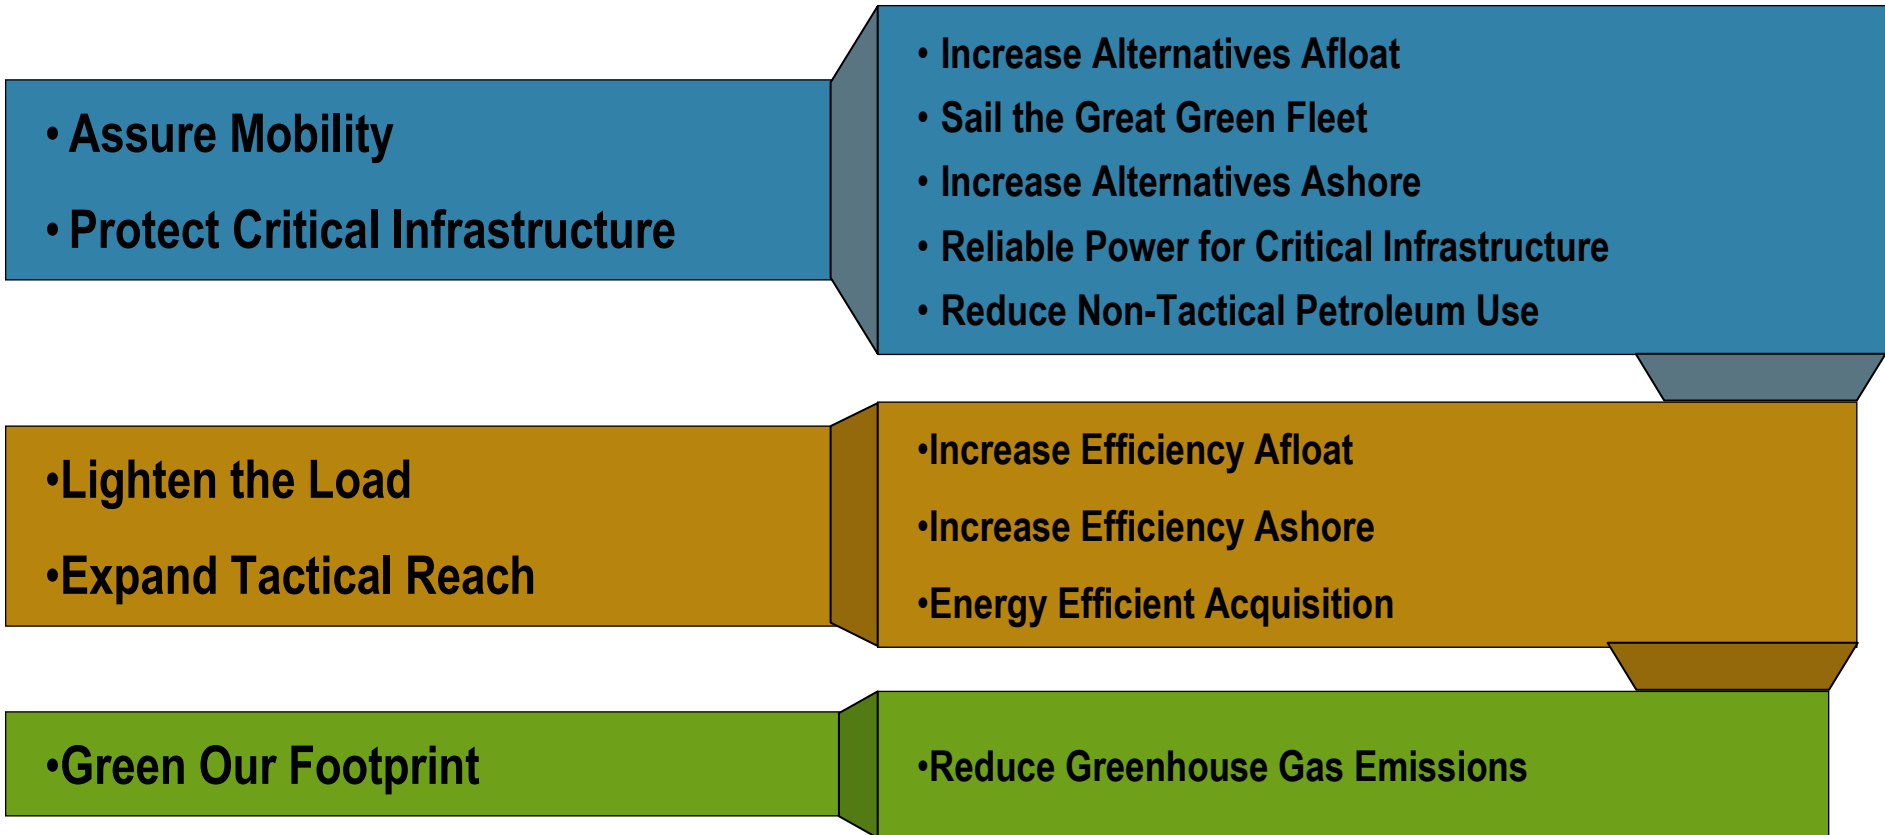 • Assure Mobility
• Protect Critical Infrastructure
• Increase Alternatives Afloat
• Sail the Great Green Fleet
• Increase Alternatives Ashore
• Reliable Power for Critical Infrastructure
• Reduce Non-Tactical Petroleum Use
•Lighten the Load
•Expand Tactical Reach
•Increase Efficiency Afloat
•Increase Efficiency Ashore
•Energy Efficient Acquisition
•Green Our Footprint
•Reduce Greenhouse Gas Emissions